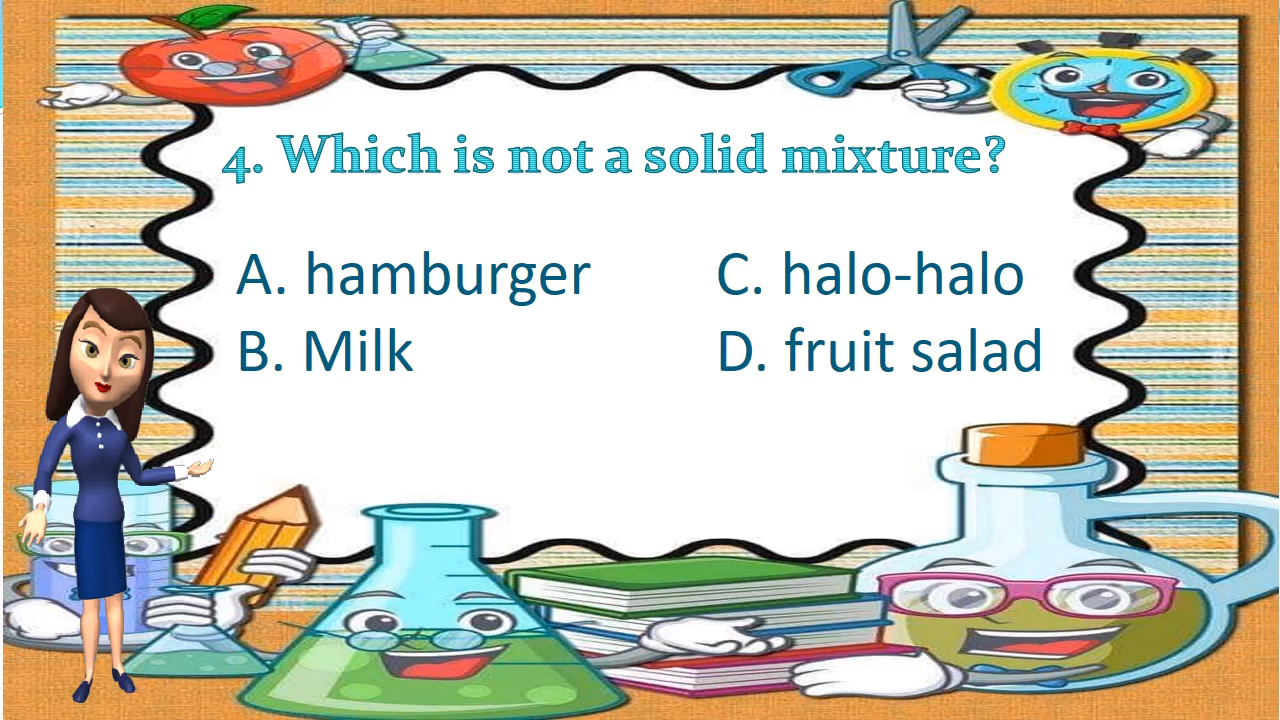 4. Which is not a solid mixture?
A. hamburger
B. Milk
C. halo-halo
D. fruit salad